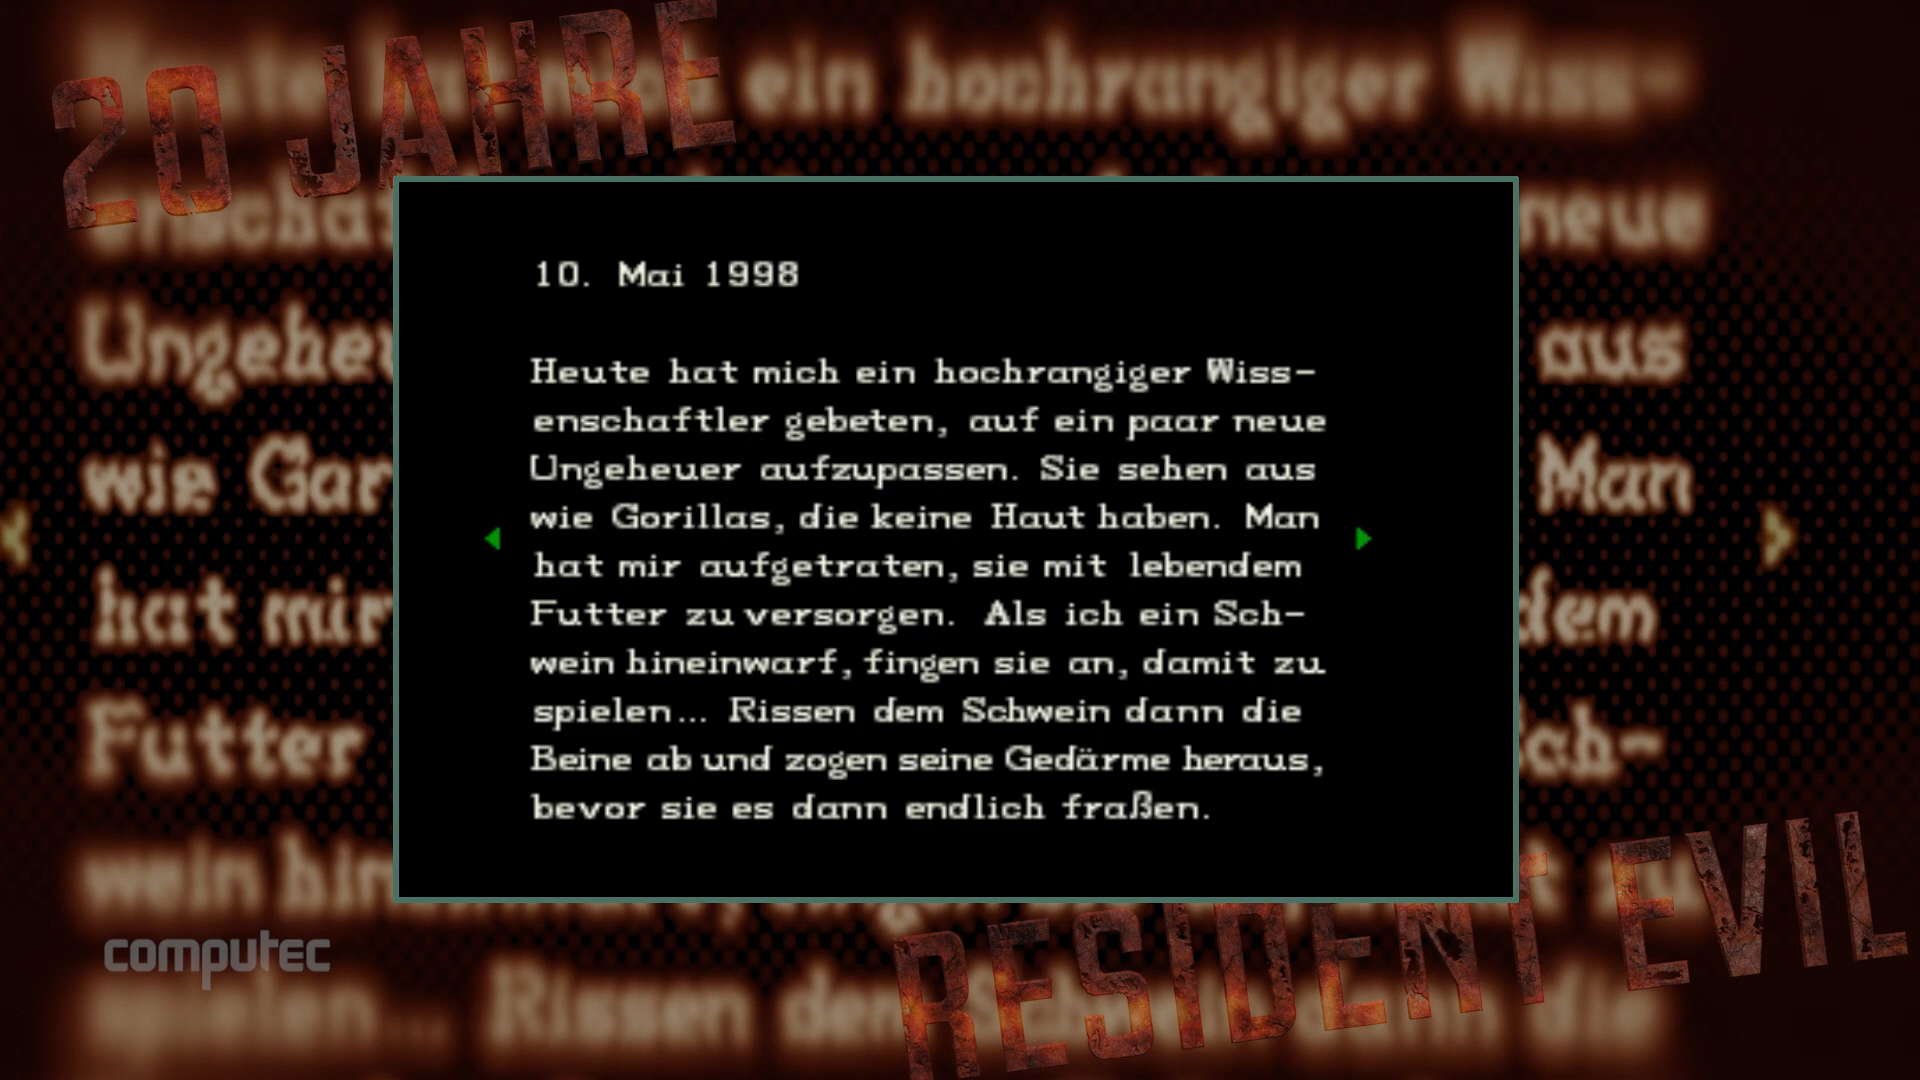 20 JAHRE
10. Mai 1998
Heute hat mich ein hochrangiger Wiss-
enschaftler gebeten, auf ein paar neue
Ungeheuer aufzupassen. Sie sehen aus
wie Gorillas, die keine Haut haben. Man
hat mir aufgetraten, sie mit lebendem
Futter zu versorgen. Als ich ein Sch-
wein hineinwarf, fingen sie an, damit zu
spielen... Rissen dem Schwein dann die
Beine ab und zogen seine Gedärme heraus,
bevor sie es dann endlich fraßen.
computec
RESIDENT EVIL